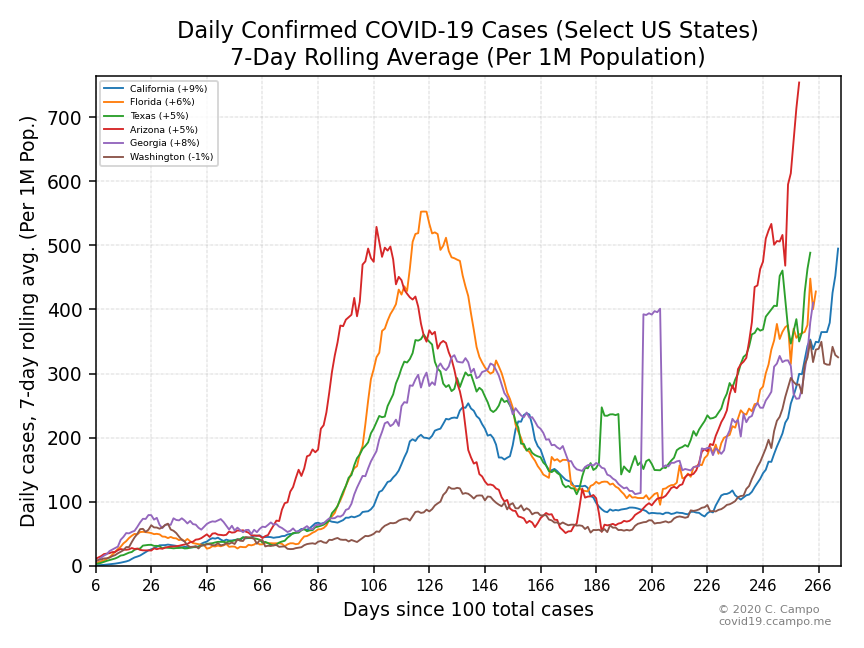 Daily Confirmed COVID-19 Cases (Select US States)
7-Day Rolling Average (Per 1M Population)
Daily cases, 7-day rolling avg. (Per 1M Pop.)
California (+9%)
Florida (+6%)
Texas (+5%)
Arizona (+5%)
Georgia (+8%)
Washington (-1%)
700
600
500
400
300
200
100
0
6 26 46 66 86 106 126 146 166 186 206 226 246 266
Days since 100 total cases
© 2020 C. Campo
covid19.ccampo.me